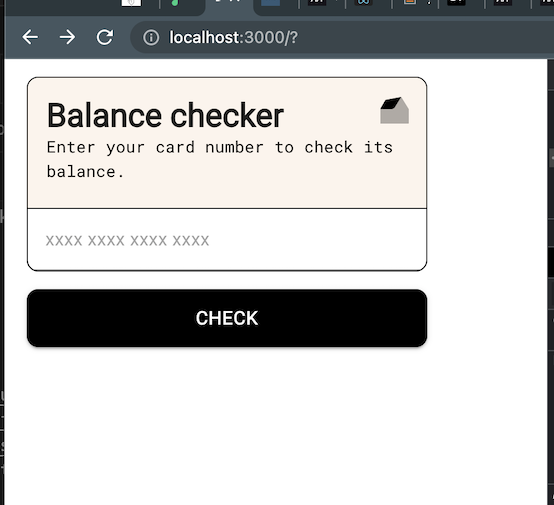 localhost:3000/?
Balance checker
Enter your card number to check its
balance.
xxxx xxxx xxxx xxxx
CHECK